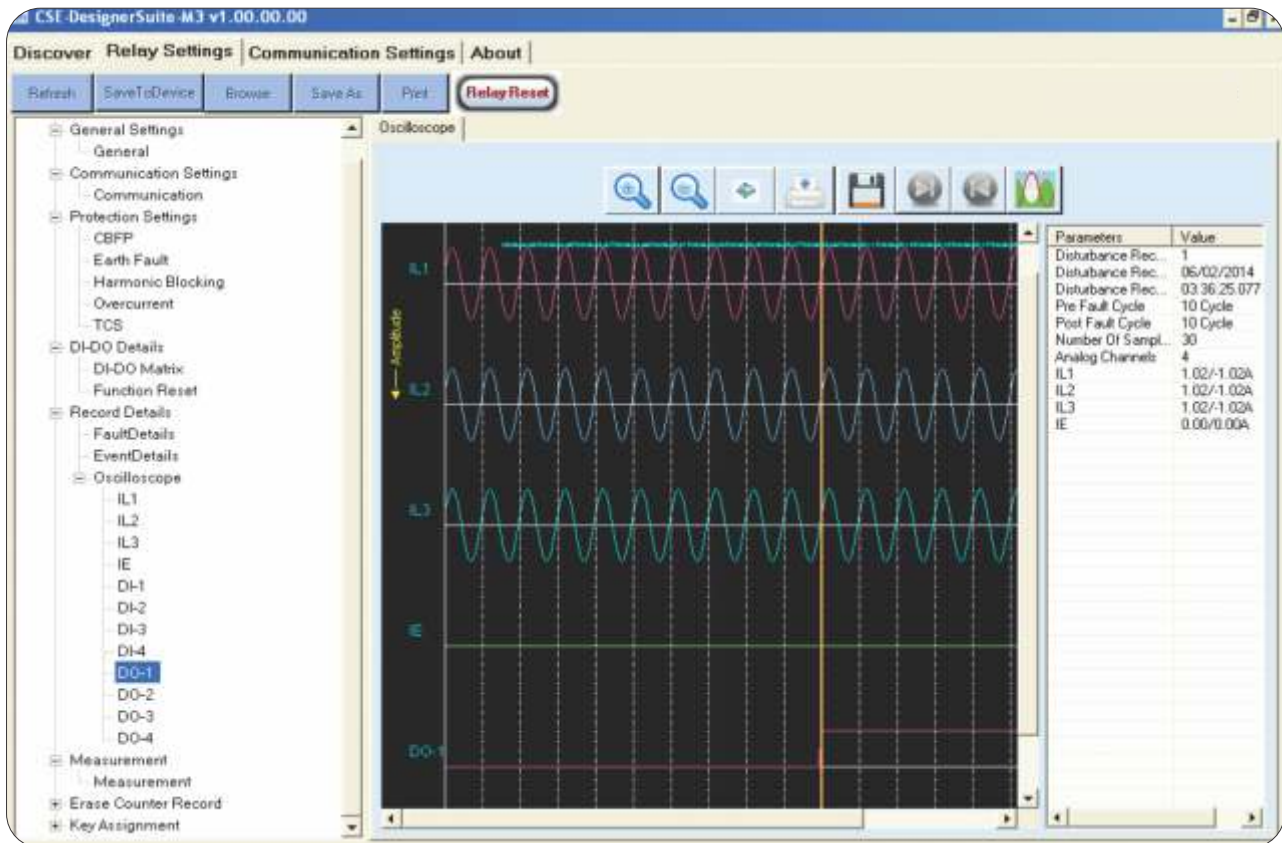 CSE-DesignerSuite-M3 v1.00.00.00
Discover Relay Settings Communication Settings About
Refresh SaveToDevice Browse Save As Print Relay Reset
General Settings
General
Communication Settings
Communication
Protection Settings
CBFP
Earth Fault
Harmonic Blocking
Overcurrent
TCS
DI-DO Details
DI-DO Matrix
Function Reset
Record Details
FaultDetails
EventDetails
Oscilloscope
IL1
IL2
IL3
IE
DI-1
DI-2
DI-3
DI-4
DO-1
DO-2
DO-3
DO-4
Measurement
Measurement
Erase Counter Record
Key Assignment
Oscilloscope
IL1
Amplitude
IL2
IL3
IE
DO-1
Parameters Value
Disturbance Rec... 1
Disturbance Rec... 06/02/2014
Disturbance Rec... 03:36:25.077
Pre Fault Cycle 10 Cycle
Post Fault Cycle 10 Cycle
Number Of Sampl... 30
Analog Channels 4
IL1 1.02/-1.02A
IL2 1.02/-1.02A
IL3 1.02/-1.02A
IE 0.00/0.00A